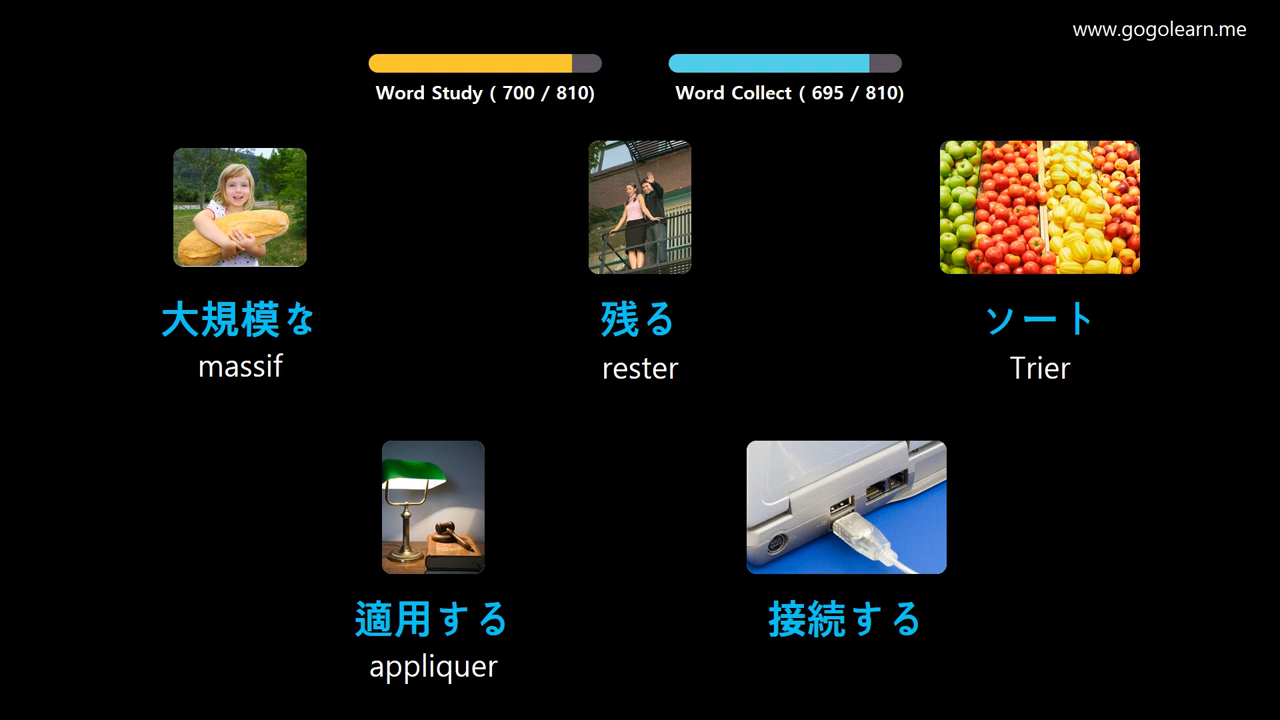 www.gogolearn.me
Word Study ( 700 / 810)
Word Collect ( 695 / 810)
大規模な
massif
残る
rester
ソート
Trier
適用する
appliquer
接続する